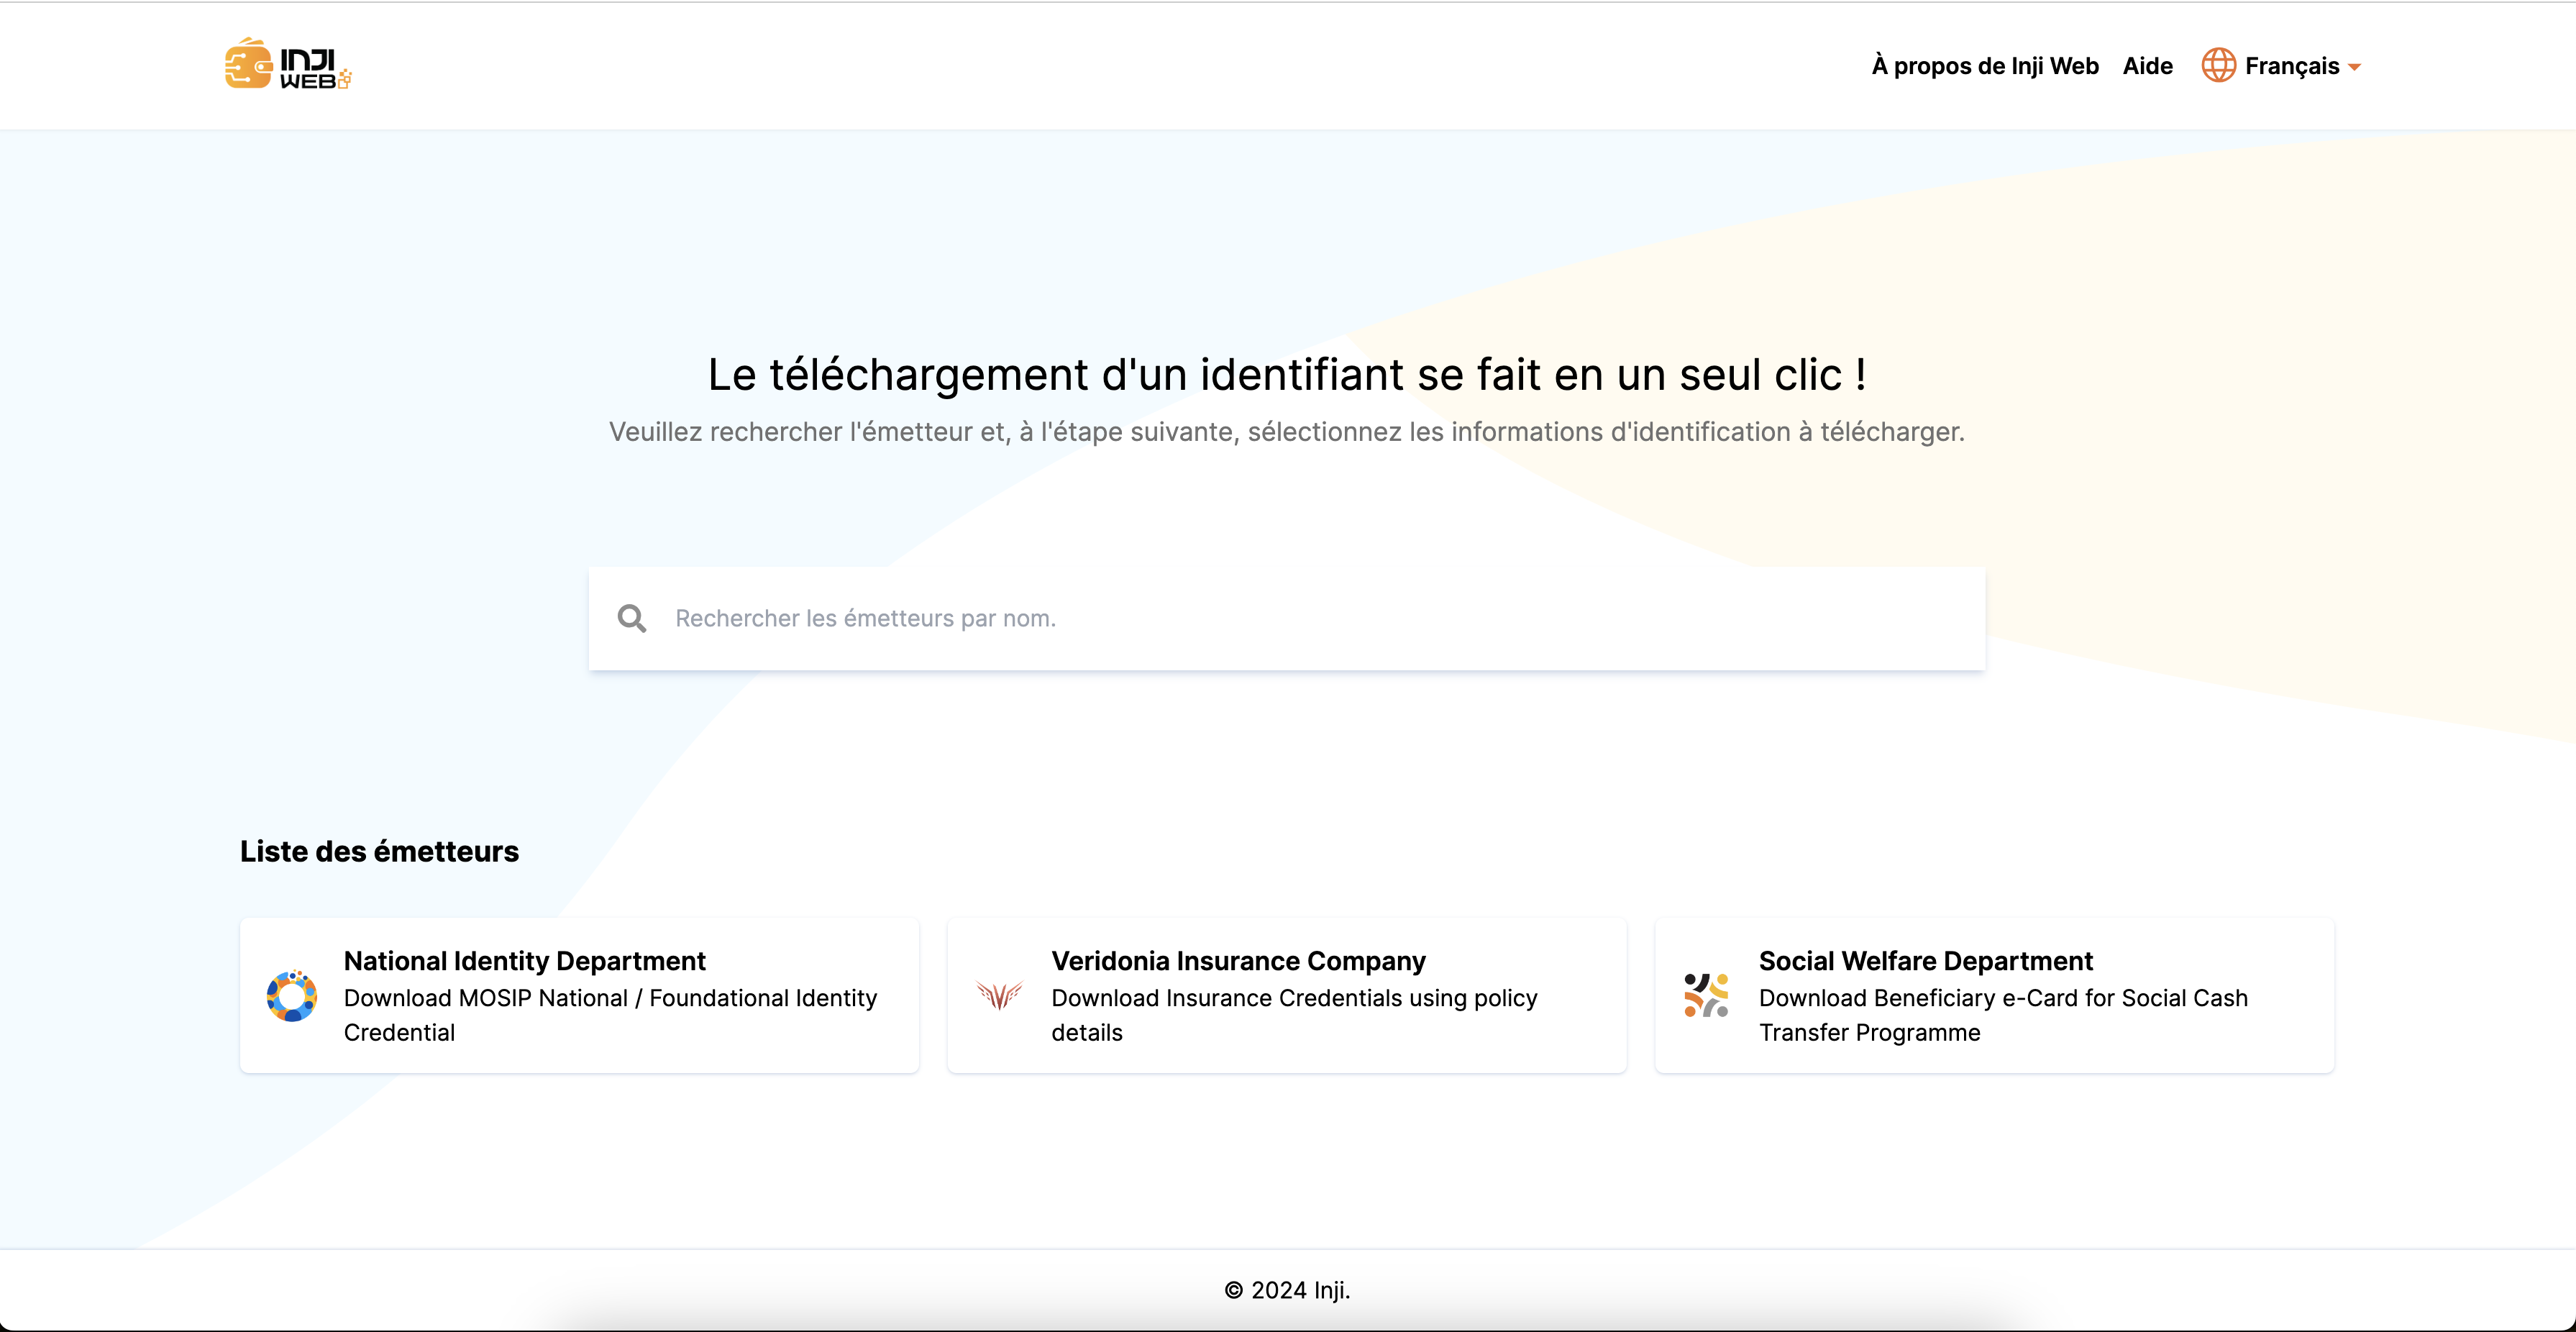 INJI
WEB
À propos de Inji Web
Aide
Français
Le téléchargement d'un identifiant se fait en un seul clic !
Veuillez rechercher l'émetteur et, à l'étape suivante, sélectionnez les informations d'identification à télécharger.
Rechercher les émetteurs par nom.
Liste des émetteurs
National Identity Department
Download MOSIP National / Foundational Identity
Credential
Veridonia Insurance Company
Download Insurance Credentials using policy
details
Social Welfare Department
Download Beneficiary e-Card for Social Cash
Transfer Programme
© 2024 Inji.